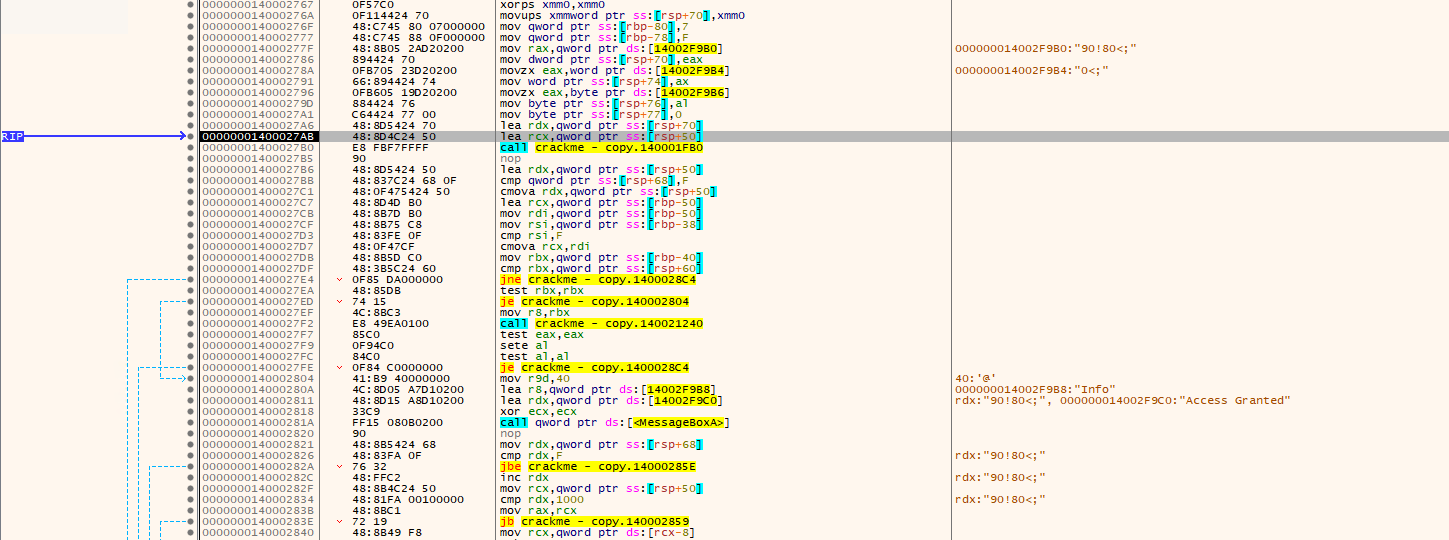 0000000140002767 0F57C0 xorps xmm0,xmm0
000000014000276A 0F114424 70 movups xmmword ptr ss:[rsp+70],xmm0
000000014000276F 48:C745 80 07000000 mov qword ptr ss:[rbp-80],7
0000000140002777 48:C745 88 0F000000 mov qword ptr ss:[rbp-78],F
000000014000277F 48:8B05 2AD20200 mov rax,qword ptr ds:[14002F9B0] 000000014002F9B0:"90!80<;"
0000000140002786 894424 70 mov dword ptr ss:[rsp+70],eax
000000014000278A 0FB705 23D20200 movzx eax,word ptr ds:[14002F9B4] 000000014002F9B4:"0<;"
0000000140002791 66:894424 74 mov word ptr ss:[rsp+74],ax
0000000140002796 0FB605 19D20200 movzx eax,byte ptr ds:[14002F9B6]
000000014000279D 884424 76 mov byte ptr ss:[rsp+76],al
00000001400027A1 C64424 77 00 mov byte ptr ss:[rsp+77],0
00000001400027A6 48:8D5424 70 lea rdx,qword ptr ss:[rsp+70]
RIP 00000001400027AB 48:8D4C24 50 lea rcx,qword ptr ss:[rsp+50]
00000001400027B0 E8 FBF7FFFF call crackme - copy.140001FB0
00000001400027B5 90 nop
00000001400027B6 48:8D5424 50 lea rdx,qword ptr ss:[rsp+50]
00000001400027BB 48:837C24 68 0F cmp qword ptr ss:[rsp+68],F
00000001400027C1 48:0F475424 50 cmova rdx,qword ptr ss:[rsp+50]
00000001400027C7 48:8D4D B0 lea rcx,qword ptr ss:[rbp-50]
00000001400027CB 48:8B7D B0 mov rdi,qword ptr ss:[rbp-50]
00000001400027CF 48:8B75 C8 mov rsi,qword ptr ss:[rbp-38]
00000001400027D3 48:83FE 0F cmp rsi,F
00000001400027D7 48:0F47CF cmova rcx,rdi
00000001400027DB 48:8B5D C0 mov rbx,qword ptr ss:[rbp-40]
00000001400027DF 48:3B5C24 60 cmp rbx,qword ptr ss:[rsp+60]
00000001400027E4 0F85 DA000000 jne crackme - copy.1400028C4
00000001400027EA 48:85DB test rbx,rbx
00000001400027ED 74 15 je crackme - copy.140002804
00000001400027EF 4C:8BC3 mov r8,rbx
00000001400027F2 E8 49EA0100 call crackme - copy.140021240
00000001400027F7 85C0 test eax,eax
00000001400027F9 0F94C0 sete al
00000001400027FC 84C0 test al,al
00000001400027FE 0F84 C0000000 je crackme - copy.1400028C4
0000000140002804 41:B9 40000000 mov r9d,40 40:'@'
000000014000280A 4C:8D05 A7D10200 lea r8,qword ptr ds:[14002F9B8] 000000014002F9B8:"Info"
0000000140002811 48:8D15 A8D10200 lea rdx,qword ptr ds:[14002F9C0] rdx:"90!80<;", 000000014002F9C0:"Access Granted"
0000000140002818 33C9 xor ecx,ecx
000000014000281A FF15 080B0200 call qword ptr ds:[<MessageBoxA>]
0000000140002820 90 nop
0000000140002821 48:8B5424 68 mov rdx,qword ptr ss:[rsp+68]
0000000140002826 48:83FA 0F cmp rdx,F rdx:"90!80<;"
000000014000282A 76 32 jbe crackme - copy.14000285E
000000014000282C 48:FFC2 inc rdx rdx:"90!80<;"
000000014000282F 48:8B4C24 50 mov rcx,qword ptr ss:[rsp+50]
0000000140002834 48:81FA 00100000 cmp rdx,1000 rdx:"90!80<;"
000000014000283B 48:8BC1 mov rax,rcx
000000014000283E 72 19 jb crackme - copy.140002859
0000000140002840 48:8B49 F8 mov rcx,qword ptr ds:[rcx-8]